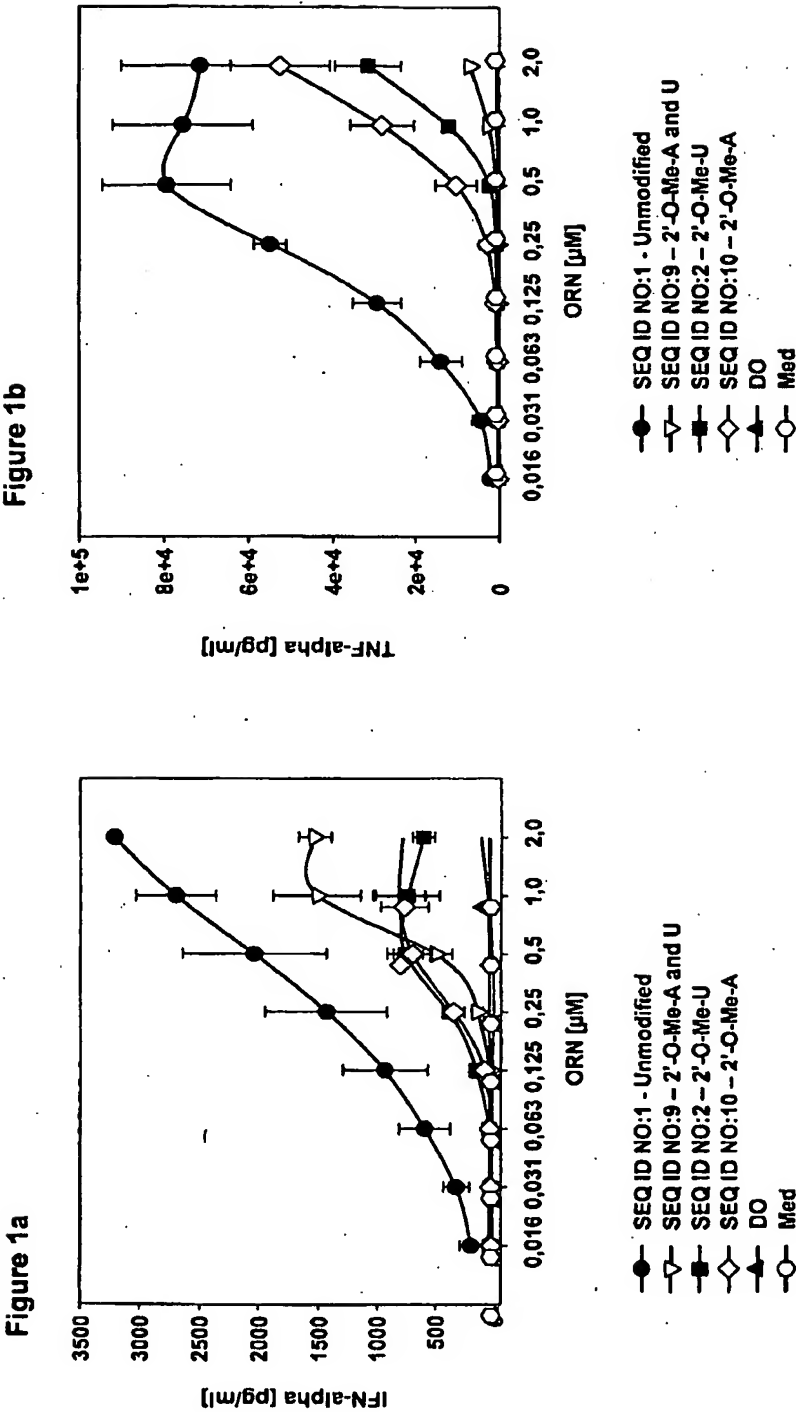 Figure 1a
IFN-alpha [pg/ml]
3500
3000
2500
2000
1500
1000
500
0,016 0,031 0,063 0,125 0,25 0,5 1,0 2,0
ORN [µM]
SEQ ID NO:1 - Unmodified
SEQ ID NO:9 – 2'-O-Me-A and U
SEQ ID NO:2 – 2'-O-Me-U
SEQ ID NO:10 – 2'-O-Me-A
DO
Med
Figure 1b
TNF-alpha [pg/ml]
1e+5
8e+4
6e+4
4e+4
2e+4
0
0,016 0,031 0,063 0,125 0,25 0,5 1,0 2,0
ORN [µM]
SEQ ID NO:1 - Unmodified
SEQ ID NO:9 – 2'-O-Me-A and U
SEQ ID NO:2 – 2'-O-Me-U
SEQ ID NO:10 – 2'-O-Me-A
DO
Med